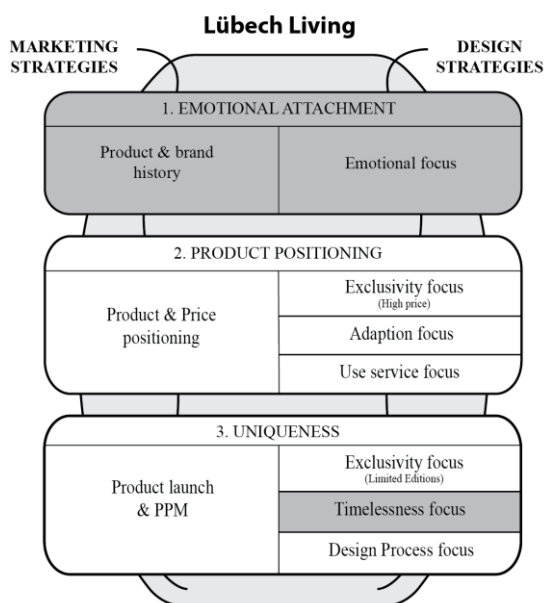 Lübech Living
MARKETING
STRATEGIES
DESIGN
STRATEGIES
1. EMOTIONAL ATTACHMENT
Product & brand
history
Emotional focus
2. PRODUCT POSITIONING
Product & Price
positioning
Exclusivity focus
(High price)
Adaption focus
Use service focus
3. UNIQUENESS
Product launch
& PPM
Exclusivity focus
(Limited Editions)
Timelessness focus
Design Process focus